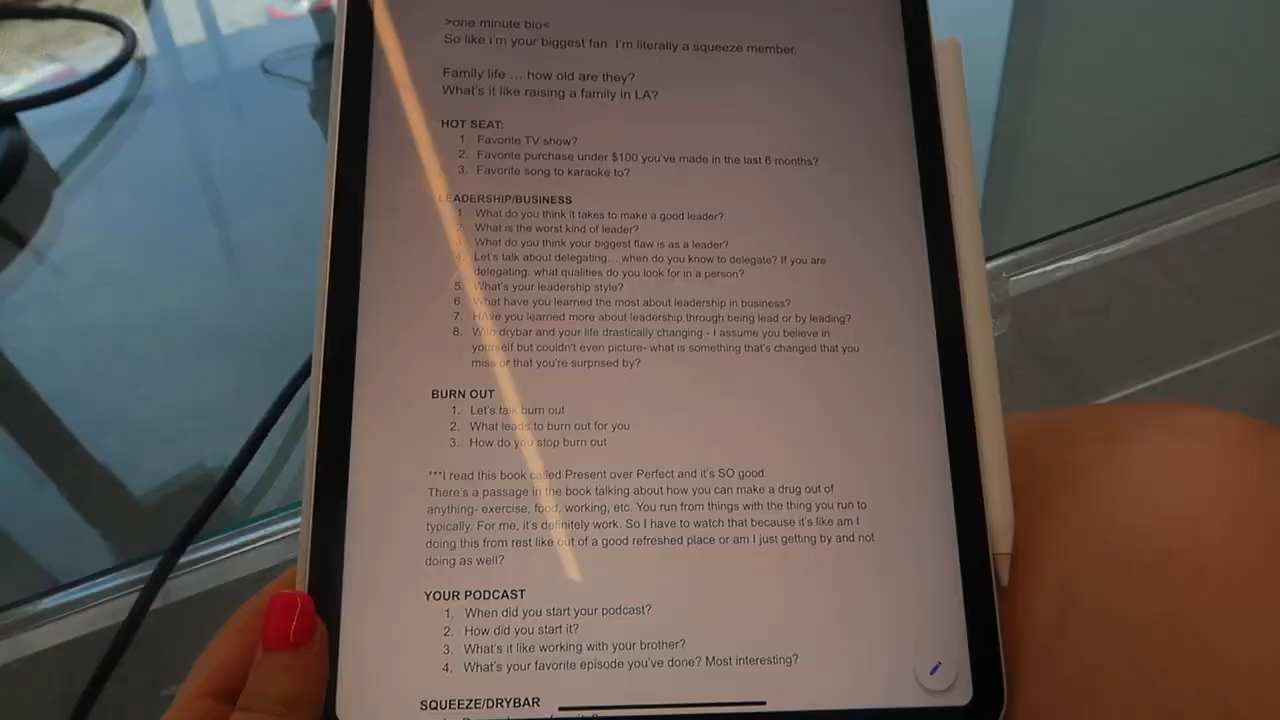 >one minute bio<
So like i'm your biggest fan. I'm literally a squeeze member.
Family life ... how old are they?
What's it like raising a family in LA?
HOT SEAT:
1. Favorite TV show?
2. Favorite purchase under $100 you've made in the last 6 months?
3. Favorite song to karaoke to?
LEADERSHIP/BUSINESS
1. What do you think it takes to make a good leader?
2. What is the worst kind of leader?
3. What do you think your biggest flaw is as a leader?
4. Let's talk about delegating... when do you know to delegate? If you are
delegating, what qualities do you look for in a person?
5. What's your leadership style?
6. What have you learned the most about leadership in business?
7. HAve you learned more about leadership through being lead or by leading?
8. With drybar and your life drastically changing - I assume you believe in
yourself but couldn't even picture- what is something that's changed that you
miss or that you're surprised by?
BURN OUT
1. Let's talk burn out
2. What leads to burn out for you
3. How do you stop burn out
***I read this book called Present over Perfect and it's SO good.
There's a passage in the book talking about how you can make a drug out of
anything- exercise, food, working, etc. You run from things with the thing you run to
typically. For me, it's definitely work. So I have to watch that because it's like am I
doing this from rest like out of a good refreshed place or am I just getting by and not
doing as well?
YOUR PODCAST
1. When did you start your podcast?
2. How did you start it?
3. What's it like working with your brother?
4. What's your favorite episode you've done? Most interesting?
SQUEEZE/DRYBAR